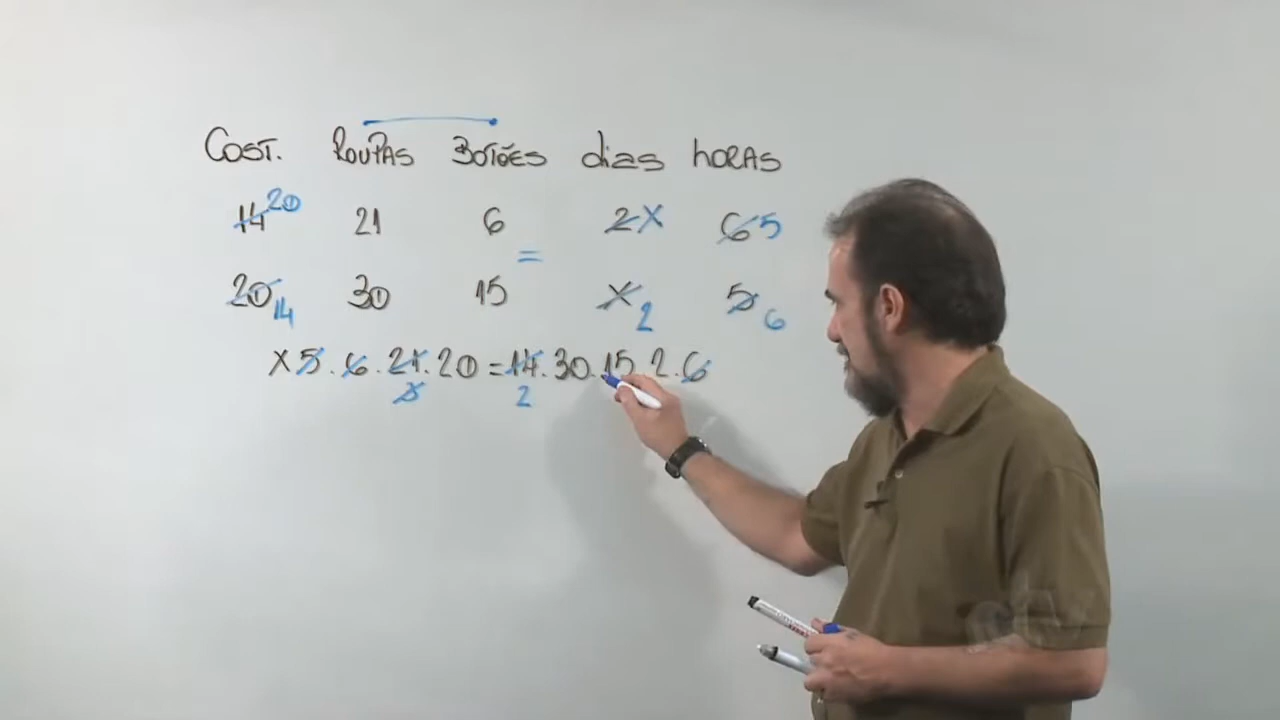 COST. ROUPAS BOTÕES dias hORAS
14 20 21 6 2 X 6 5
=
20 14 30 15 X 2 5 6
X 5 . 6 . 21 . 20 = 14 . 30 . 15 . 2 . 6
3 2